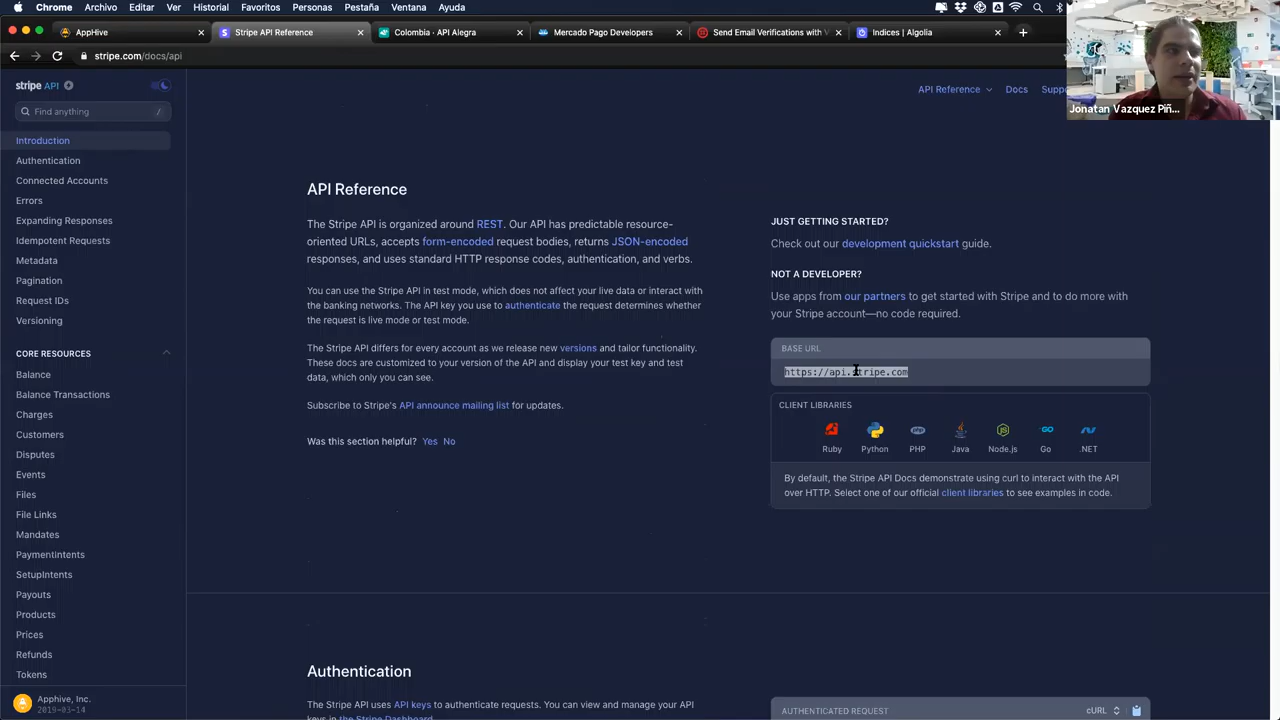 Chrome Archivo Editar Ver Historial Favoritos Personas Pestaña Ventana Ayuda
AppHive
Stripe API Reference
Colombia - API Alegra
Mercado Pago Developers
Send Email Verifications with V
Indices | Algolia
stripe.com/docs/api
Jonatan Vazquez Piñ...
stripe API
Find anything /
API Reference
Docs
Suppo
Introduction
Authentication
Connected Accounts
Errors
Expanding Responses
Idempotent Requests
Metadata
Pagination
Request IDs
Versioning
CORE RESOURCES
Balance
Balance Transactions
Charges
Customers
Disputes
Events
Files
File Links
Mandates
PaymentIntents
SetupIntents
Payouts
Products
Prices
Refunds
Tokens
Apphive, Inc.
2019-03-14
API Reference
The Stripe API is organized around REST. Our API has predictable resource-
oriented URLs, accepts form-encoded request bodies, returns JSON-encoded
responses, and uses standard HTTP response codes, authentication, and verbs.
You can use the Stripe API in test mode, which does not affect your live data or interact with
the banking networks. The API key you use to authenticate the request determines whether
the request is live mode or test mode.
The Stripe API differs for every account as we release new versions and tailor functionality.
These docs are customized to your version of the API and display your test key and test
data, which only you can see.
Subscribe to Stripe's API announce mailing list for updates.
Was this section helpful? Yes No
JUST GETTING STARTED?
Check out our development quickstart guide.
NOT A DEVELOPER?
Use apps from our partners to get started with Stripe and to do more with
your Stripe account—no code required.
BASE URL
https://api.stripe.com
CLIENT LIBRARIES
Ruby Python PHP Java Node.js Go .NET
By default, the Stripe API Docs demonstrate using curl to interact with the API
over HTTP. Select one of our official client libraries to see examples in code.
Authentication
The Stripe API uses API keys to authenticate requests. You can view and manage your API
keys in the Stripe Dashboard.
AUTHENTICATED REQUEST
cURL